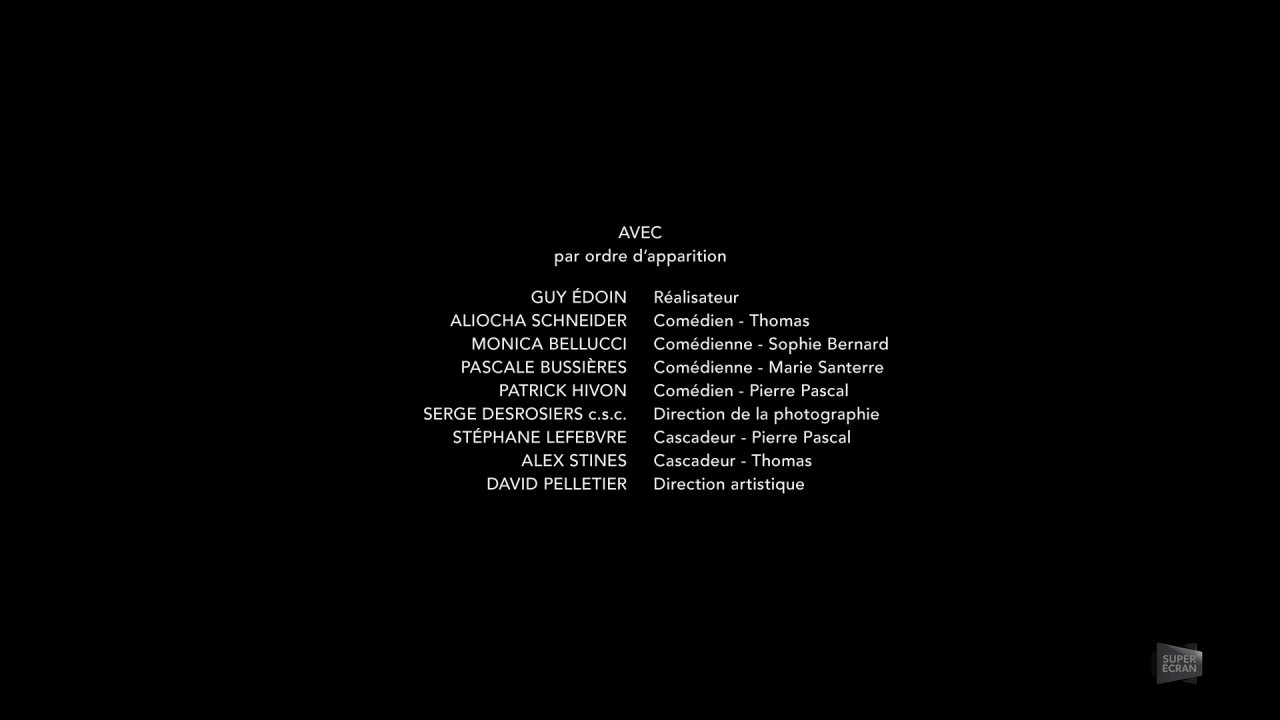 AVEC
par ordre d’apparition
GUY ÉDOIN Réalisateur
ALIOCHA SCHNEIDER Comédien - Thomas
MONICA BELLUCCI Comédienne - Sophie Bernard
PASCALE BUSSIÈRES Comédienne - Marie Santerre
PATRICK HIVON Comédien - Pierre Pascal
SERGE DESROSIERS c.s.c. Direction de la photographie
STÉPHANE LEFEBVRE Cascadeur - Pierre Pascal
ALEX STINES Cascadeur - Thomas
DAVID PELLETIER Direction artistique
SUPER
ÉCRAN